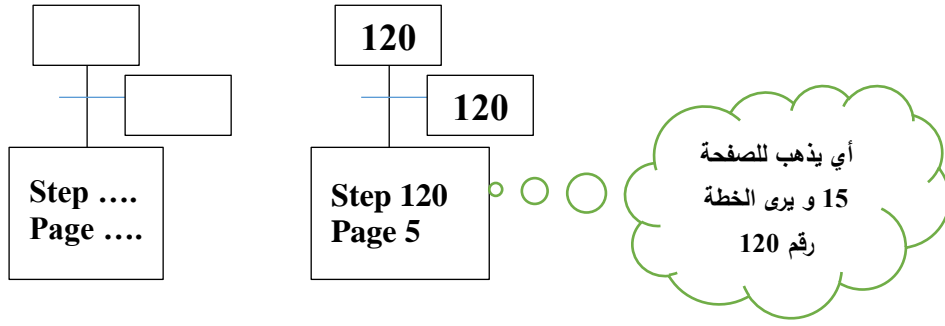 120
120
Step ….
Page ….
Step 120
Page 5
أي يذهب للصفحة
15 و يرى الخطة
رقم 120